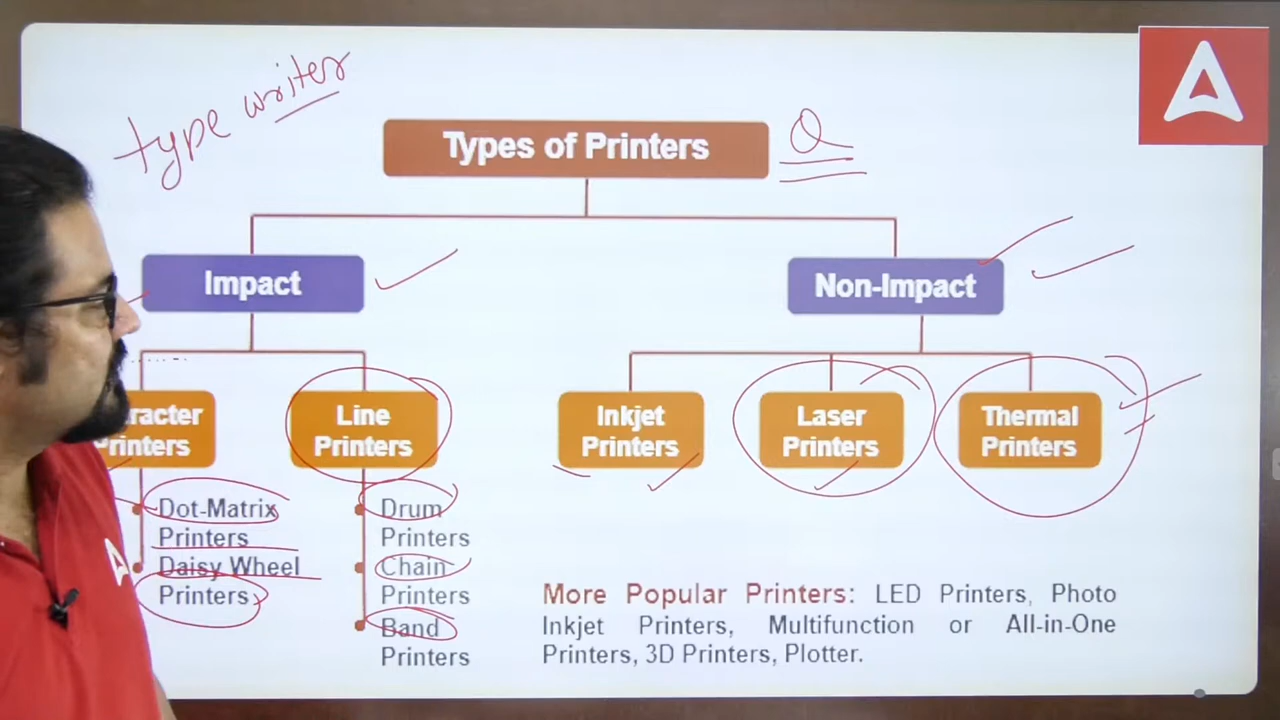 type writer
Types of Printers
Q
Impact
Non-Impact
racter
Printers
Line
Printers
Inkjet
Printers
Laser
Printers
Thermal
Printers
Dot-Matrix
Printers
Daisy Wheel
Printers
Drum
Printers
Chain
Printers
Band
Printers
More Popular Printers: LED Printers, Photo
Inkjet Printers, Multifunction or All-in-One
Printers, 3D Printers, Plotter.